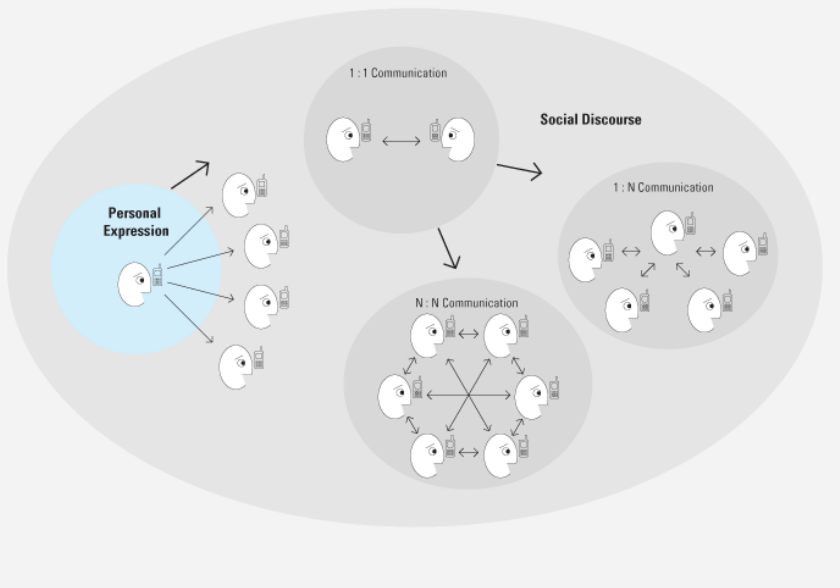 1 : 1 Communication
Social Discourse
1 : N Communication
Personal
Expression
N : N Communication